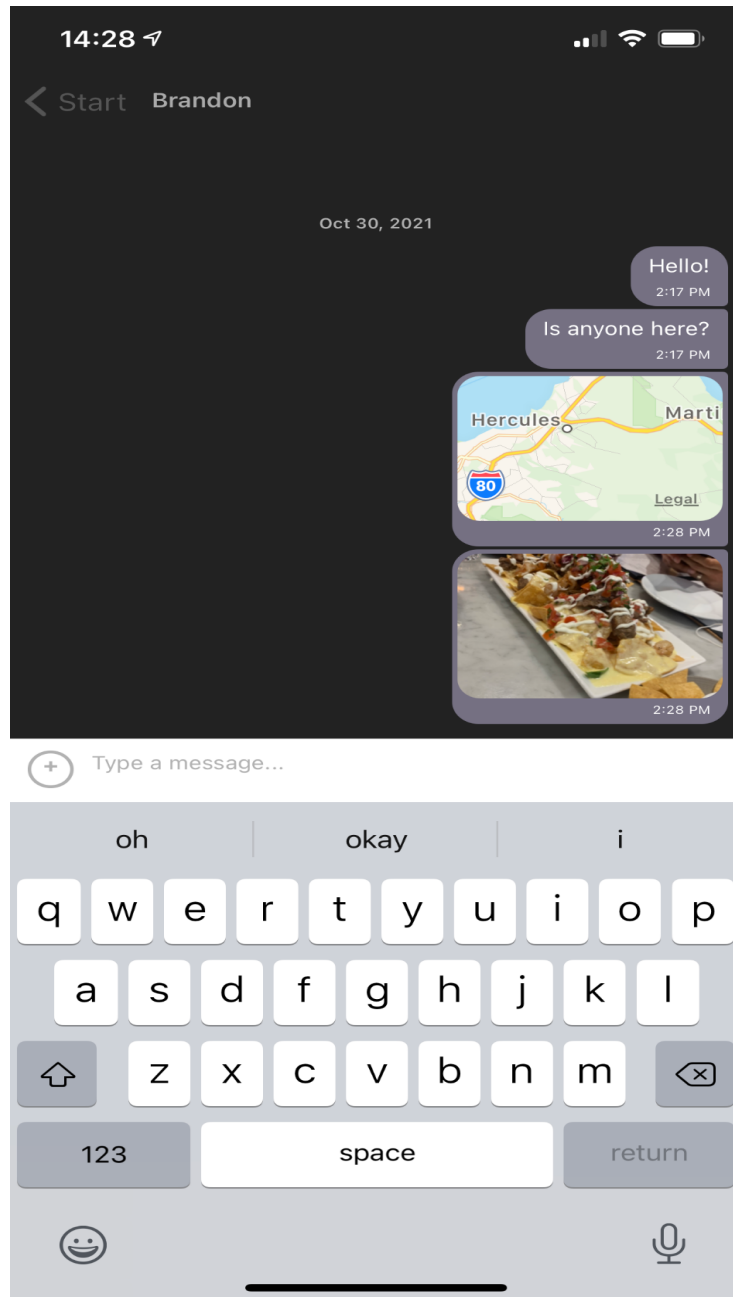 14:28
Start Brandon
Oct 30, 2021
Hello!
2:17 PM
Is anyone here?
2:17 PM
Hercules Marti
80
Legal
2:28 PM
2:28 PM
+ Type a message...
oh okay i
q w e r t y u i o p
a s d f g h j k l
z x c v b n m
123 space return